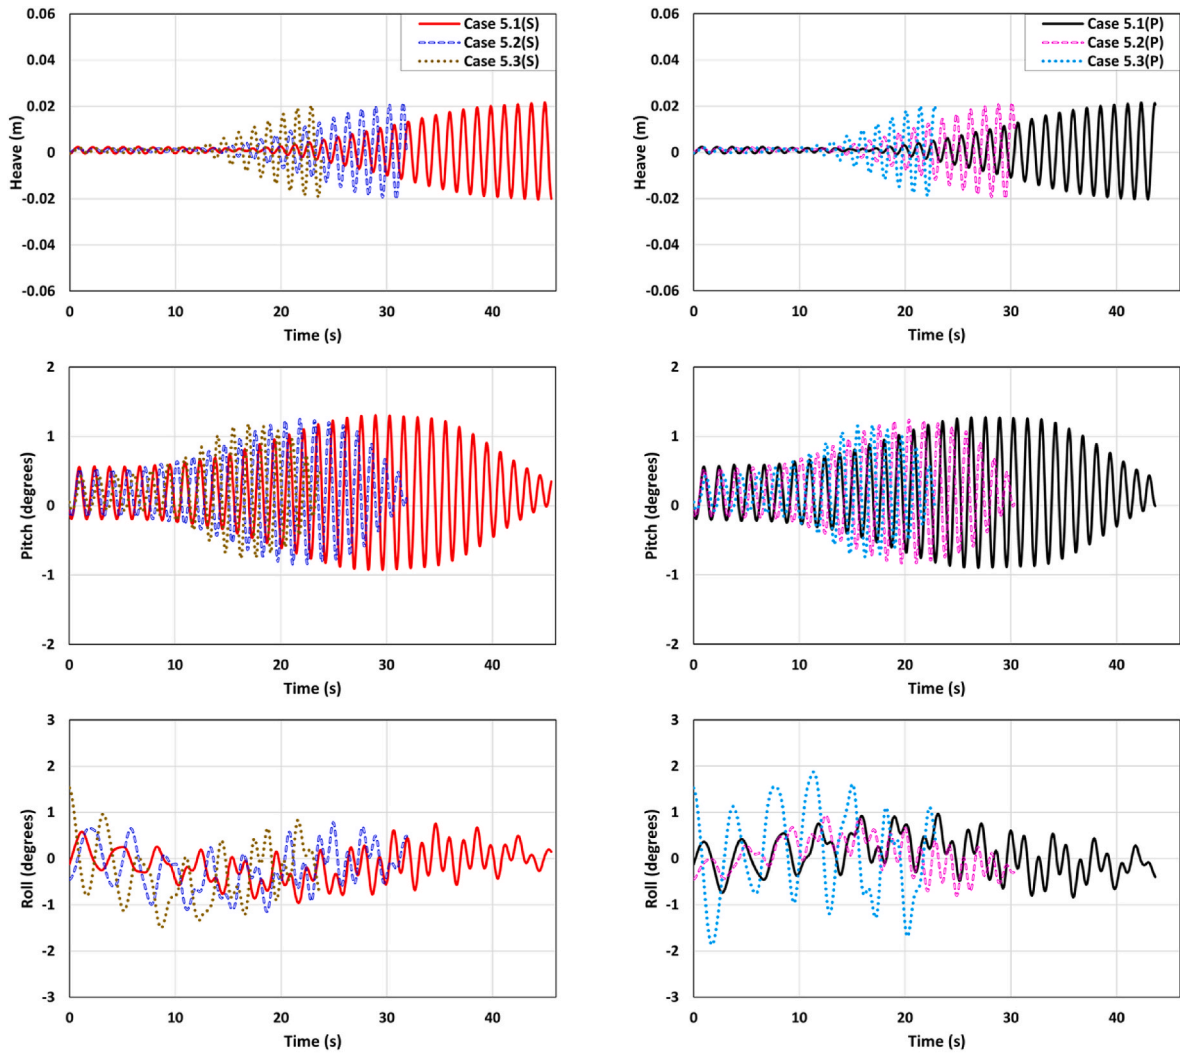 0.06
0.04
0.02
0
-0.02
-0.04
-0.06
Heave (m)
Case 5.1(S)
Case 5.2(S)
Case 5.3(S)
0 10 20 30 40
Time (s)
0.06
0.04
0.02
0
-0.02
-0.04
-0.06
Heave (m)
Case 5.1(P)
Case 5.2(P)
Case 5.3(P)
0 10 20 30 40
Time (s)
2
1
0
-1
-2
Pitch (degrees)
0 10 20 30 40
Time (s)
2
1
0
-1
-2
Pitch (degrees)
0 10 20 30 40
Time (s)
3
2
1
0
-1
-2
-3
Roll (degrees)
0 10 20 30 40
Time (s)
3
2
1
0
-1
-2
-3
Roll (degrees)
0 10 20 30 40
Time (s)